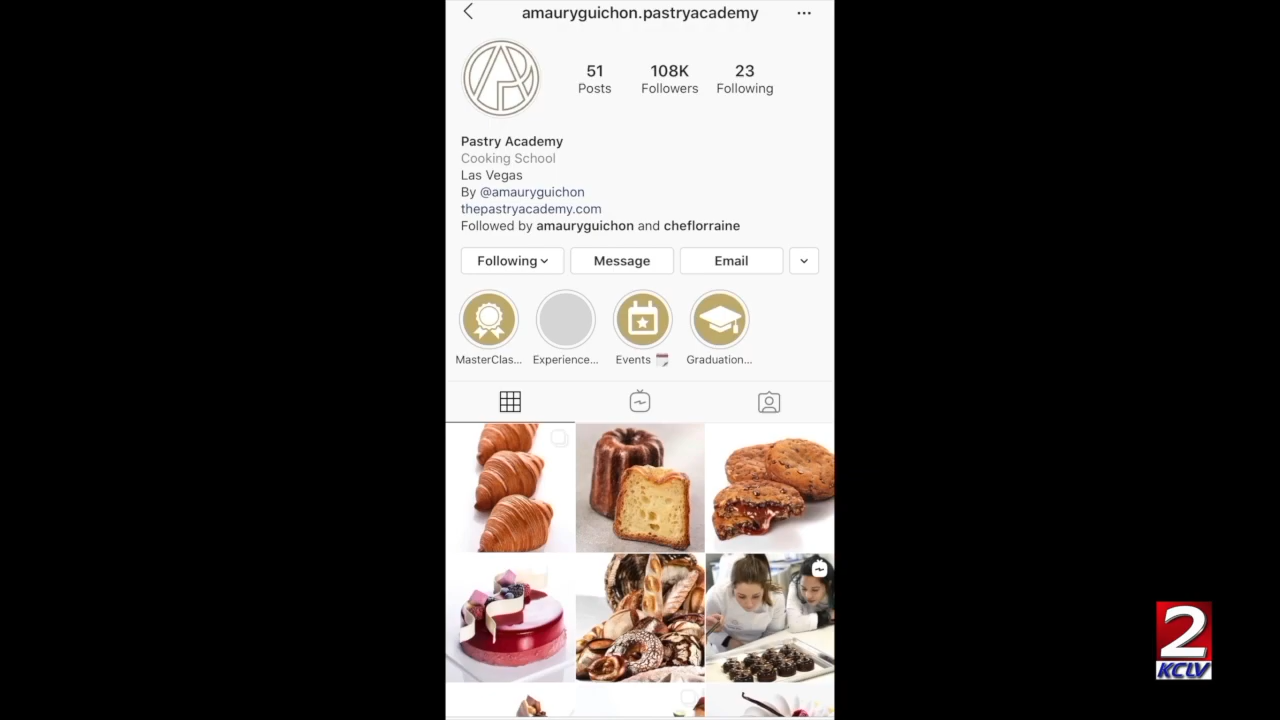 amauryguichon.pastryacademy
51
108K
23
Posts
Followers
Following
Pastry Academy
Cooking School
Las Vegas
By @amauryguichon
thepastryacademy.com
Followed by amauryguichon and cheflorraine
Following
Message
Email
MasterClas...
Experience...
Events
Graduation...
2
KCLV